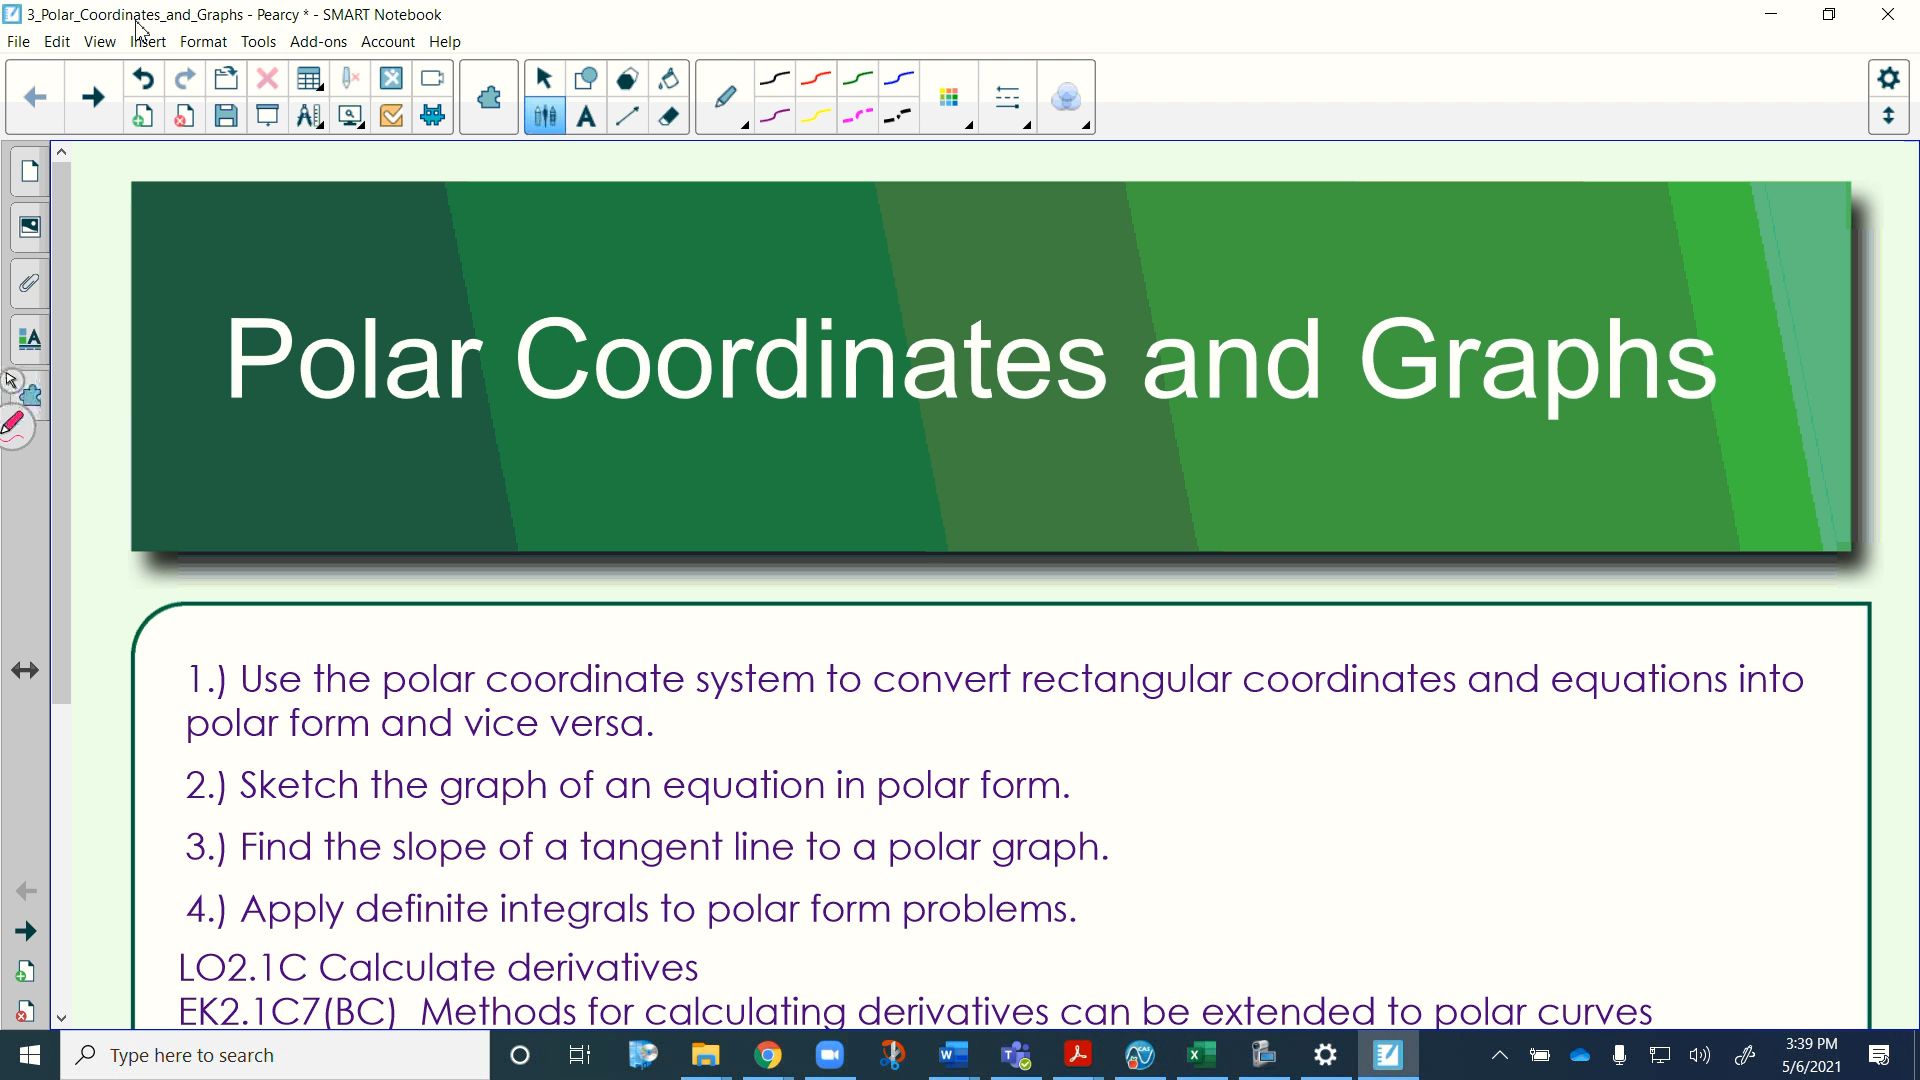 3_Polar_Coordinates_and_Graphs - Pearcy * - SMART Notebook
File Edit View Insert Format Tools Add-ons Account Help
Polar Coordinates and Graphs
1.) Use the polar coordinate system to convert rectangular coordinates and equations into
polar form and vice versa.
2.) Sketch the graph of an equation in polar form.
3.) Find the slope of a tangent line to a polar graph.
4.) Apply definite integrals to polar form problems.
LO2.1C Calculate derivatives
EK2.1C7(BC) Methods for calculating derivatives can be extended to polar curves
Type here to search
3:39 PM
5/6/2021